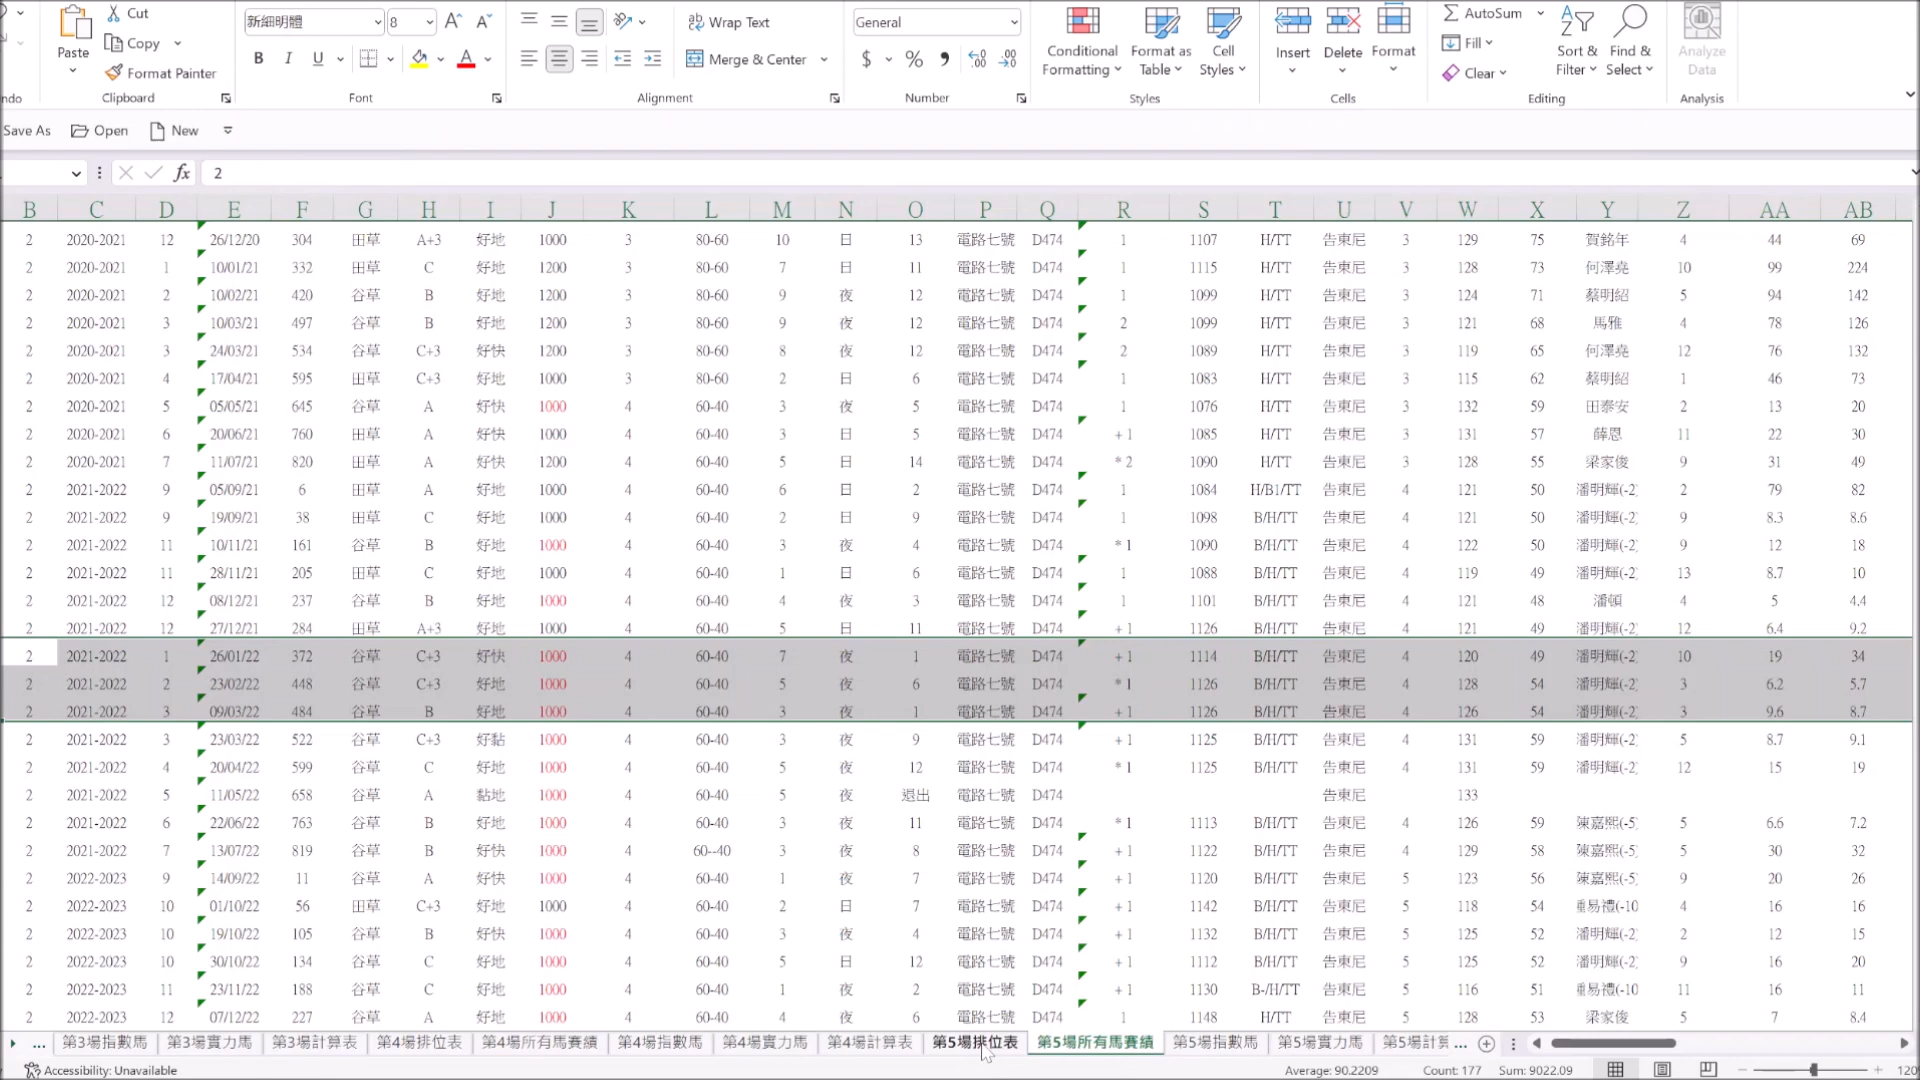 Cut
Copy
Paste
Format Painter
Clipboard
新細明體 8 A A
B I U A
Font
Wrap Text
Merge & Center
Alignment
General
$ % ,
Number
Conditional Formatting
Format as Table
Cell Styles
Styles
Insert
Delete
Format
Cells
AutoSum
Fill
Clear
Sort & Filter
Find & Select
Editing
Analyze Data
Analysis
ndo
Save As Open New
fx 2
B C D E F G H I J K L M N O P Q R S T U V W X Y Z AA AB
2 2020-2021 12 26/12/20 304 田草 A+3 好地 1000 3 80-60 10 日 13 電路七號 D474 1 1107 H/TT 告東尼 3 129 75 賀銘年 4 44 69
2 2020-2021 1 10/01/21 332 田草 C 好地 1200 3 80-60 7 日 11 電路七號 D474 1 1115 H/TT 告東尼 3 128 73 何澤堯 10 99 224
2 2020-2021 2 10/02/21 420 谷草 B 好地 1200 3 80-60 9 夜 12 電路七號 D474 1 1099 H/TT 告東尼 3 124 71 蔡明紹 5 94 142
2 2020-2021 3 10/03/21 497 谷草 B 好地 1200 3 80-60 9 夜 12 電路七號 D474 2 1099 H/TT 告東尼 3 121 68 馬雅 4 78 126
2 2020-2021 3 24/03/21 534 谷草 C+3 好快 1200 3 80-60 8 夜 12 電路七號 D474 2 1089 H/TT 告東尼 3 119 65 何澤堯 12 76 132
2 2020-2021 4 17/04/21 595 田草 C+3 好地 1000 3 80-60 2 日 6 電路七號 D474 1 1083 H/TT 告東尼 3 115 62 蔡明紹 1 46 73
2 2020-2021 5 05/05/21 645 谷草 A 好快 1000 4 60-40 3 夜 5 電路七號 D474 1 1076 H/TT 告東尼 3 132 59 田泰安 2 13 20
2 2020-2021 6 20/06/21 760 田草 A 好快 1000 4 60-40 3 日 5 電路七號 D474 + 1 1085 H/TT 告東尼 3 131 57 薛恩 11 22 30
2 2020-2021 7 11/07/21 820 田草 A 好快 1200 4 60-40 5 日 14 電路七號 D474 * 2 1090 H/TT 告東尼 3 128 55 梁家俊 9 31 49
2 2021-2022 9 05/09/21 6 田草 A 好地 1000 4 60-40 6 日 2 電路七號 D474 1 1084 H/B1/TT 告東尼 4 121 50 潘明輝(-2) 2 79 82
2 2021-2022 9 19/09/21 38 田草 C 好地 1000 4 60-40 2 日 9 電路七號 D474 1 1098 B/H/TT 告東尼 4 121 50 潘明輝(-2) 9 8.3 8.6
2 2021-2022 11 10/11/21 161 谷草 B 好地 1000 4 60-40 3 夜 4 電路七號 D474 * 1 1090 B/H/TT 告東尼 4 122 50 潘明輝(-2) 9 12 18
2 2021-2022 11 28/11/21 205 田草 C 好地 1000 4 60-40 1 日 6 電路七號 D474 1 1088 B/H/TT 告東尼 4 119 49 潘明輝(-2) 13 8.7 10
2 2021-2022 12 08/12/21 237 谷草 B 好地 1000 4 60-40 4 夜 3 電路七號 D474 1 1101 B/H/TT 告東尼 4 121 48 潘頓 4 5 4.4
2 2021-2022 12 27/12/21 284 田草 A+3 好地 1000 4 60-40 5 日 11 電路七號 D474 + 1 1126 B/H/TT 告東尼 4 121 49 潘明輝(-2) 12 6.4 9.2
2 2021-2022 1 26/01/22 372 谷草 C+3 好快 1000 4 60-40 7 夜 1 電路七號 D474 + 1 1114 B/H/TT 告東尼 4 120 49 潘明輝(-2) 10 19 34
2 2021-2022 2 23/02/22 448 谷草 C+3 好地 1000 4 60-40 5 夜 6 電路七號 D474 * 1 1126 B/H/TT 告東尼 4 128 54 潘明輝(-2) 3 6.2 5.7
2 2021-2022 3 09/03/22 484 谷草 B 好地 1000 4 60-40 3 夜 1 電路七號 D474 + 1 1126 B/H/TT 告東尼 4 126 54 潘明輝(-2) 3 9.6 8.7
2 2021-2022 3 23/03/22 522 谷草 C+3 好黏 1000 4 60-40 3 夜 9 電路七號 D474 + 1 1125 B/H/TT 告東尼 4 131 59 潘明輝(-2) 5 8.7 9.1
2 2021-2022 4 20/04/22 599 谷草 C 好地 1000 4 60-40 5 夜 12 電路七號 D474 * 1 1125 B/H/TT 告東尼 4 131 59 潘明輝(-2) 12 15 19
2 2021-2022 5 11/05/22 658 谷草 A 黏地 1000 4 60-40 5 夜 退出 電路七號 D474 告東尼 133
2 2021-2022 6 22/06/22 763 谷草 B 好地 1000 4 60-40 3 夜 11 電路七號 D474 * 1 1113 B/H/TT 告東尼 4 126 59 陳嘉熙(-5) 5 6.6 7.2
2 2021-2022 7 13/07/22 819 谷草 B 好快 1000 4 60--40 3 夜 8 電路七號 D474 + 1 1122 B/H/TT 告東尼 4 129 58 陳嘉熙(-5) 5 30 32
2 2022-2023 9 14/09/22 11 谷草 A 好快 1000 4 60-40 1 夜 7 電路七號 D474 + 1 1120 B/H/TT 告東尼 5 123 56 陳嘉熙(-5) 9 20 26
2 2022-2023 10 01/10/22 56 田草 C+3 好地 1000 4 60-40 2 日 7 電路七號 D474 + 1 1142 B/H/TT 告東尼 5 118 54 易禮(-10 4 16 16
2 2022-2023 10 19/10/22 105 谷草 B 好快 1000 4 60-40 3 夜 4 電路七號 D474 + 1 1132 B/H/TT 告東尼 5 125 52 潘明輝(-2) 2 12 15
2 2022-2023 10 30/10/22 134 谷草 C 好地 1000 4 60-40 5 日 12 電路七號 D474 + 1 1112 B/H/TT 告東尼 5 125 52 潘明輝(-2) 9 16 20
2 2022-2023 11 23/11/22 188 谷草 C 好地 1000 4 60-40 1 夜 2 電路七號 D474 + 1 1130 B-/H/TT 告東尼 5 116 51 易禮(-10 11 16 11
2 2022-2023 12 07/12/22 227 谷草 A 好地 1000 4 60-40 4 夜 6 電路七號 D474 1 1148 H/TT 告東尼 5 128 53 梁家俊 5 7 8.4
... 第3場指數馬 第3場實力馬 第3場計算表 第4場排位表 第4場所有馬賽績 第4場指數馬 第4場實力馬 第4場計算表 第5場排位表 第5場所有馬賽績 第5場指數馬 第5場實力馬 第5場計算 ...
Accessibility: Unavailable Average: 90.2209 Count: 177 Sum: 9022.09 120